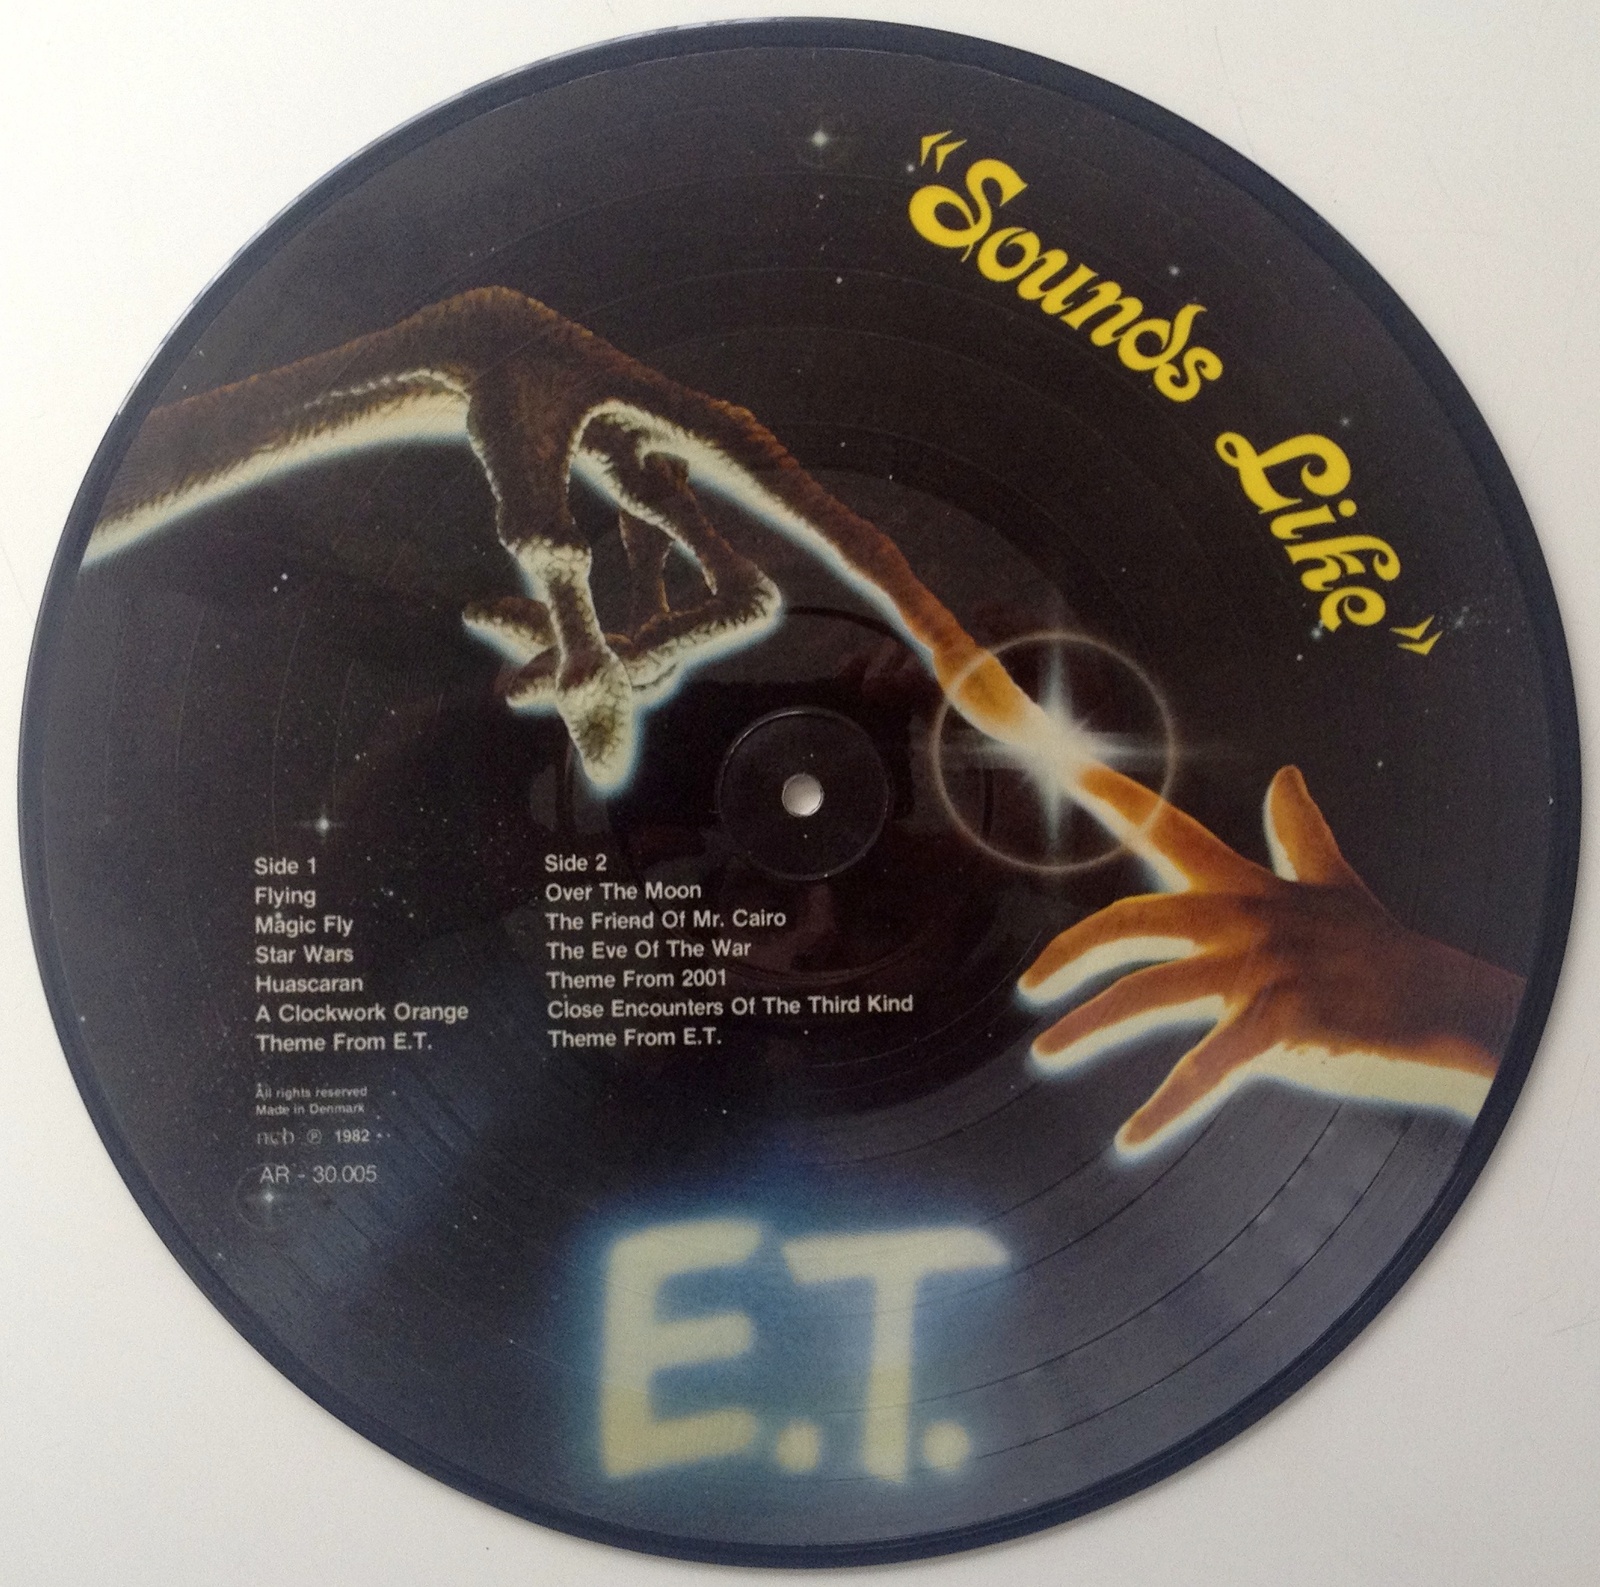 « Sounds Like »
Side 1
Flying
Magic Fly
Star Wars
Huascaran
A Clockwork Orange
Theme From E.T.
Side 2
Over The Moon
The Friend Of Mr. Cairo
The Eve Of The War
Theme From 2001
Close Encounters Of The Third Kind
Theme From E.T.
All rights reserved
Made in Denmark
ncb ℗ 1982
AR - 30.005
E.T.